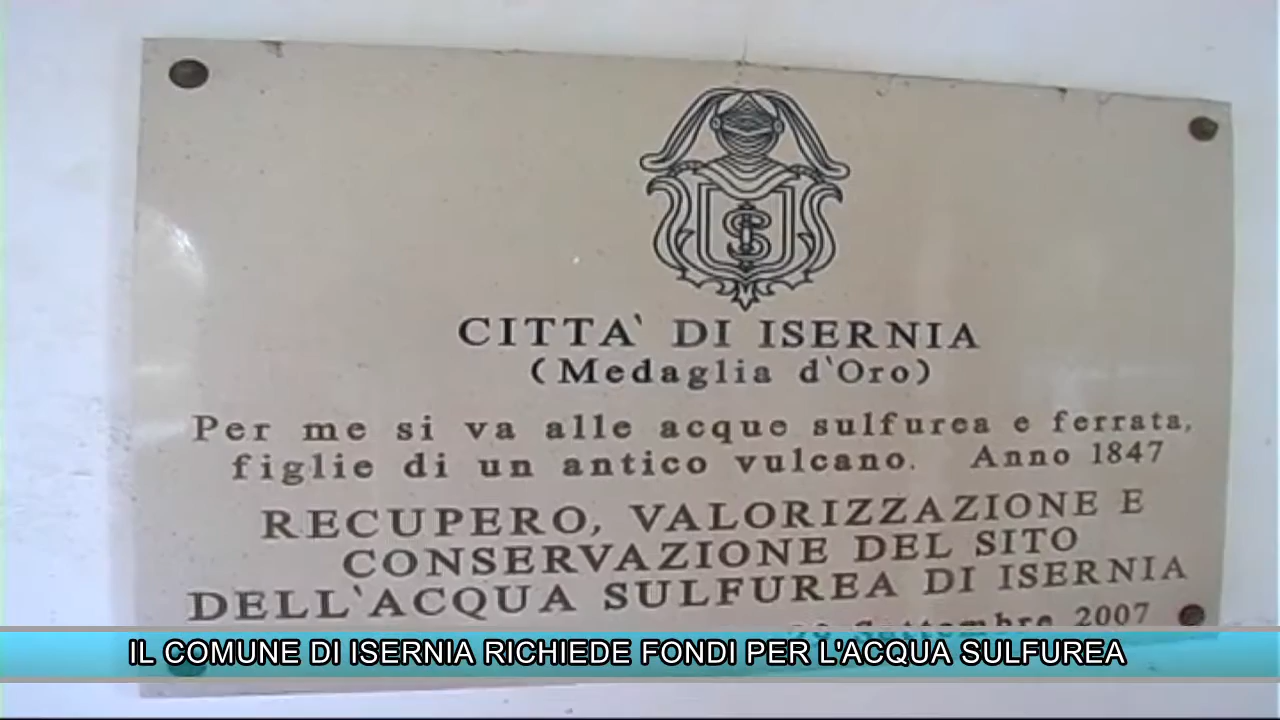 IS
CITTA` DI ISERNIA
(Medaglia d'Oro)
Per me si va alle acque sulfurea e ferrata,
figlie di un antico vulcano. Anno 1847
RECUPERO, VALORIZZAZIONE E
CONSERVAZIONE DEL SITO
DELL'ACQUA SULFUREA DI ISERNIA
Settembre 2007
IL COMUNE DI ISERNIA RICHIEDE FONDI PER L'ACQUA SULFUREA